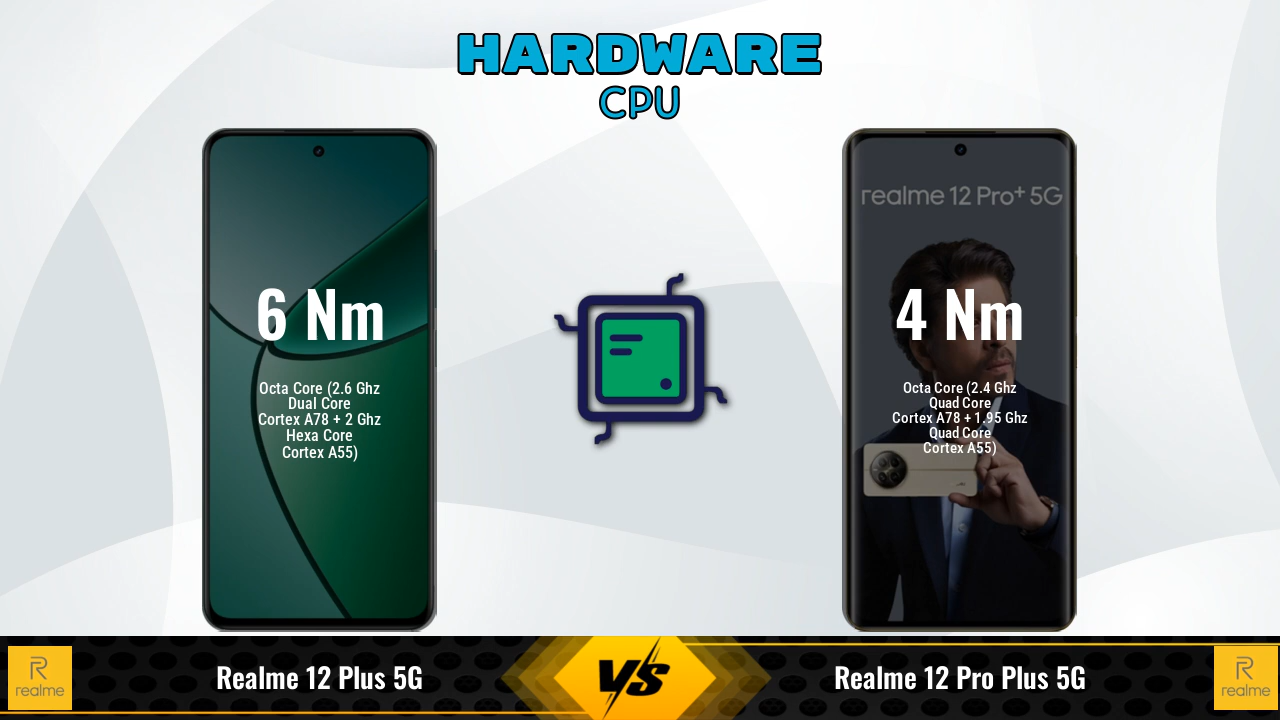 HARDWARE
CPU
6 Nm
Octa Core (2.6 Ghz
Dual Core
Cortex A78 + 2 Ghz
Hexa Core
Cortex A55)
realme 12 Pro+ 5G
4 Nm
Octa Core (2.4 Ghz
Quad Core
Cortex A78 + 1.95 Ghz
Quad Core
Cortex A55)
realme
Realme 12 Plus 5G
VS
Realme 12 Pro Plus 5G
realme